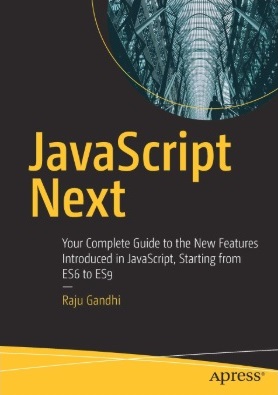 JavaScript
Next
Your Complete Guide to the New Features
Introduced in JavaScript, Starting from
ES6 to ES9
—
Raju Gandhi
Apress®